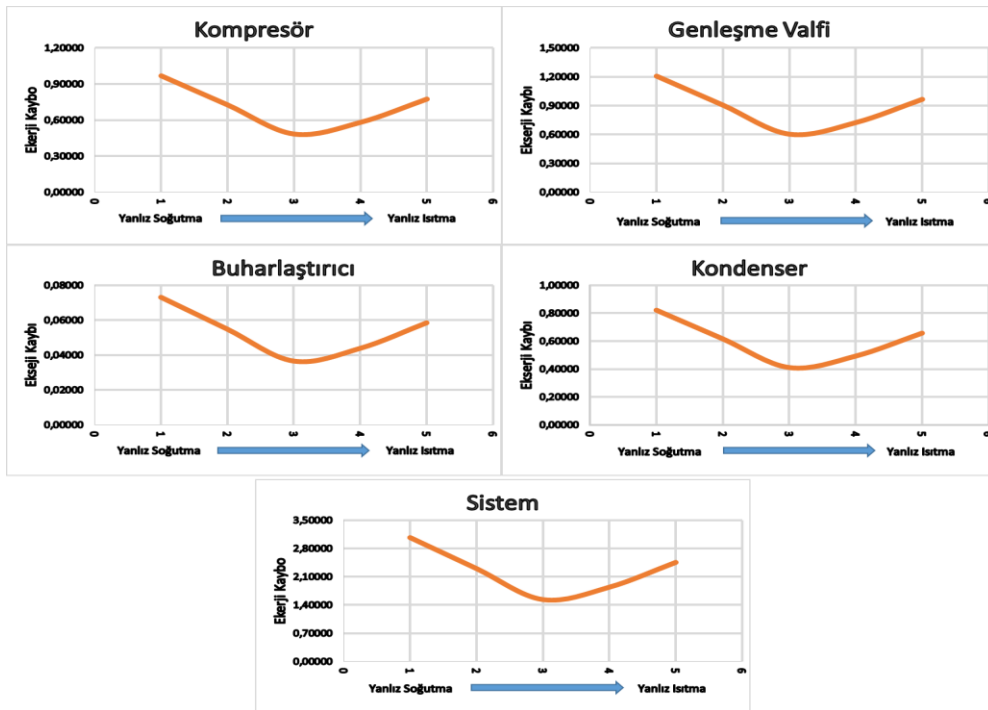 Kompresör
Ekerji Kaybo
1,20000
0,90000
0,60000
0,30000
0,00000
0 1 2 3 4 5 6
Yanlız Soğutma Yanlız Isıtma
Genleşme Valfi
Ekserji Kaybı
1,50000
1,20000
0,90000
0,60000
0,30000
0,00000
0 1 2 3 4 5 6
Yanlız Soğutma Yanlız Isıtma
Buharlaştırıcı
Ekseji Kaybı
0,08000
0,06000
0,04000
0,02000
0,00000
0 1 2 3 4 5 6
Yanlız Soğutma Yanlız Isıtma
Kondenser
Ekserji Kaybı
1,00000
0,80000
0,60000
0,40000
0,20000
0,00000
0 1 2 3 4 5 6
Yanlız Soğutma Yanlız Isıtma
Sistem
Ekerji Kaybo
3,50000
2,80000
2,10000
1,40000
0,70000
0,00000
0 1 2 3 4 5 6
Yanlız Soğutma Yanlız Isıtma